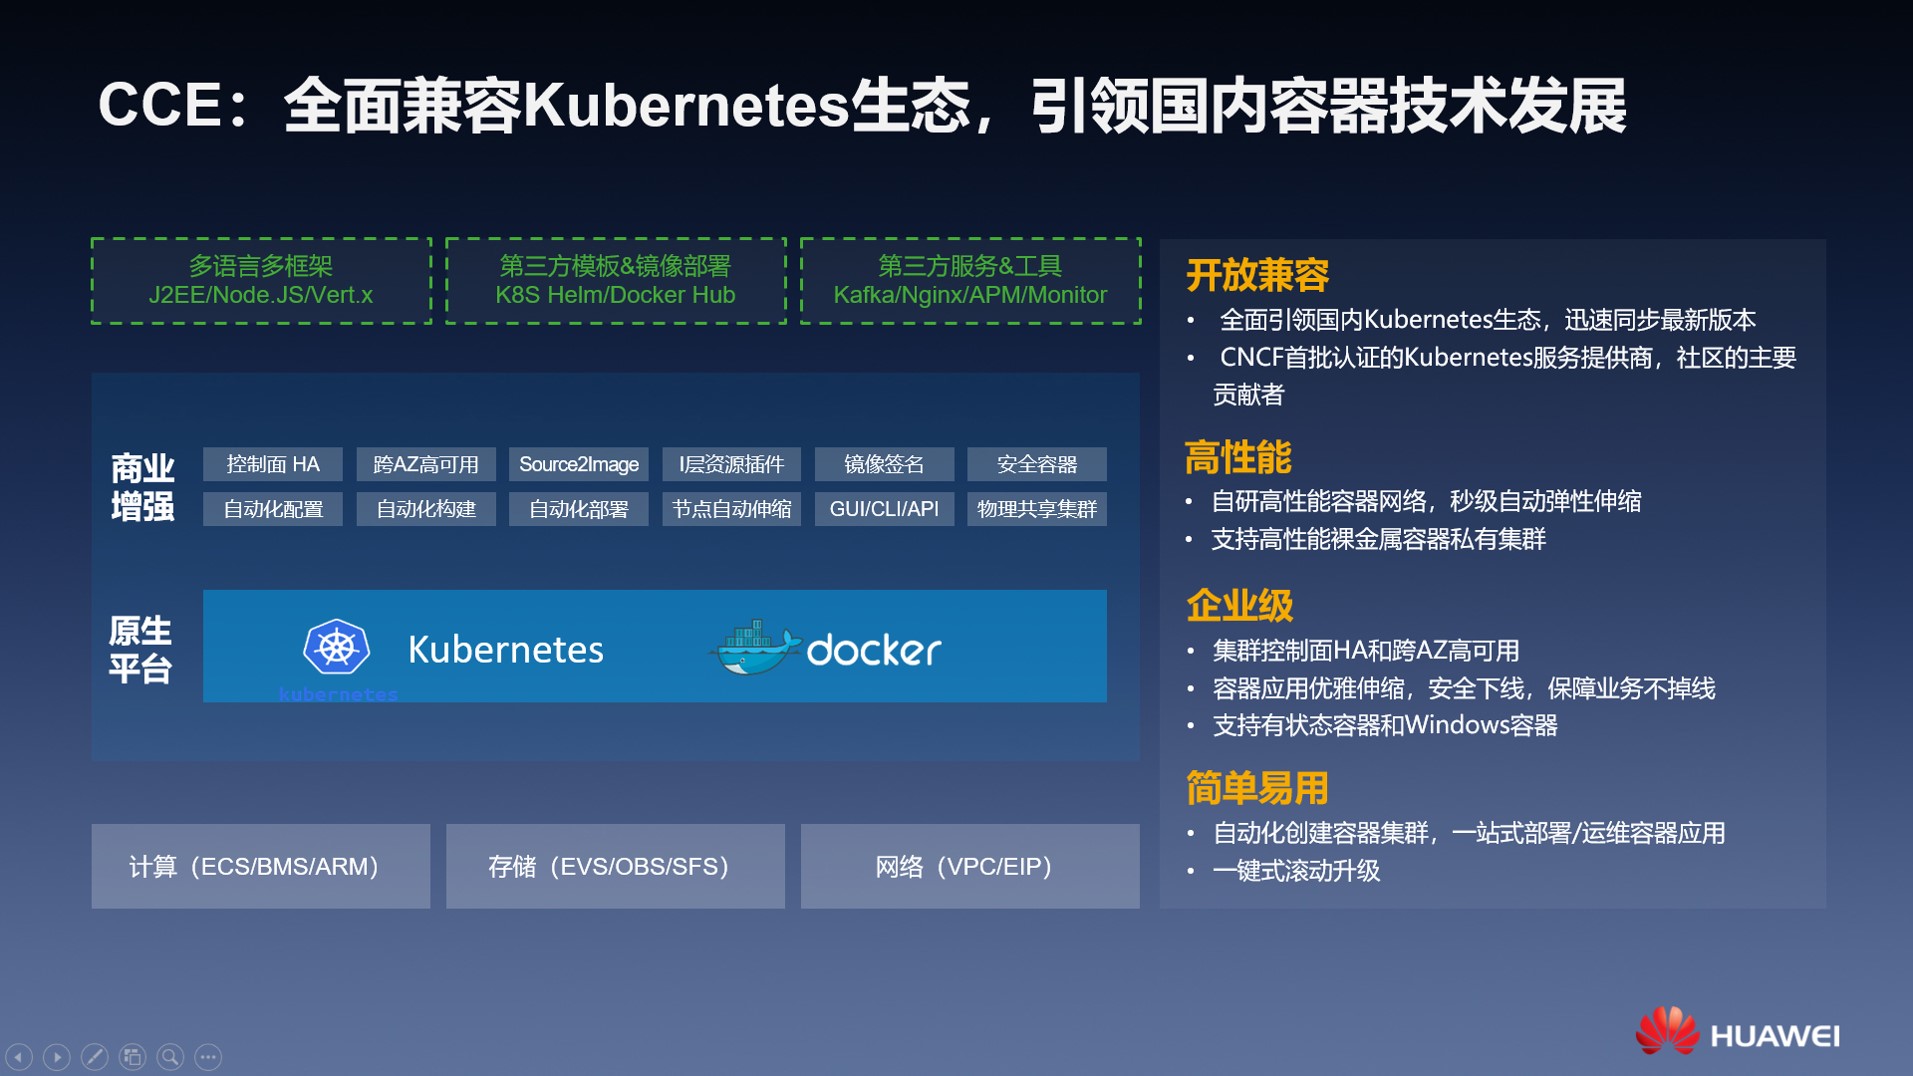 CCE：全面兼容Kubernetes生态，引领国内容器技术发展
多语言多框架
J2EE/Node.JS/Vert.x
第三方模板&镜像部署
K8S Helm/Docker Hub
第三方服务&工具
Kafka/Nginx/APM/Monitor
商业
增强
控制面 HA
跨AZ高可用
Source2Image
I层资源插件
镜像签名
安全容器
自动化配置
自动化构建
自动化部署
节点自动伸缩
GUI/CLI/API
物理共享集群
原生
平台
kubernetes
Kubernetes
docker
计算（ECS/BMS/ARM）
存储（EVS/OBS/SFS）
网络（VPC/EIP）
开放兼容
• 全面引领国内Kubernetes生态，迅速同步最新版本
• CNCF首批认证的Kubernetes服务提供商，社区的主要
贡献者
高性能
• 自研高性能容器网络，秒级自动弹性伸缩
• 支持高性能裸金属容器私有集群
企业级
• 集群控制面HA和跨AZ高可用
• 容器应用优雅伸缩，安全下线，保障业务不掉线
• 支持有状态容器和Windows容器
简单易用
• 自动化创建容器集群，一站式部署/运维容器应用
• 一键式滚动升级
HUAWEI